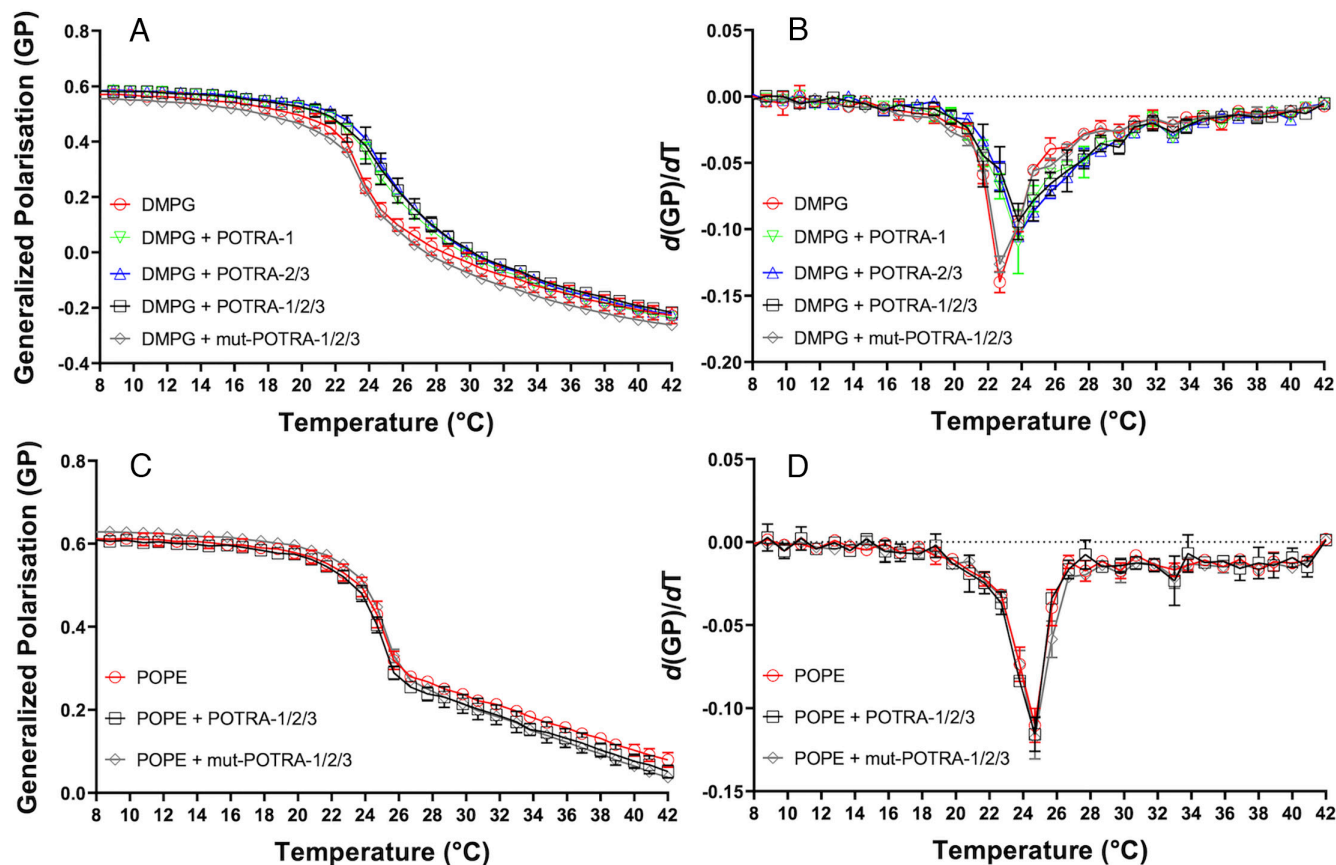 A
Generalized Polarisation (GP)
0.8
0.6
0.4
0.2
0.0
-0.2
-0.4
DMPG
DMPG + POTRA-1
DMPG + POTRA-2/3
DMPG + POTRA-1/2/3
DMPG + mut-POTRA-1/2/3
8 10 12 14 16 18 20 22 24 26 28 30 32 34 36 38 40 42
Temperature (°C)
B
d(GP)/dT
0.05
0.00
-0.05
-0.10
-0.15
-0.20
DMPG
DMPG + POTRA-1
DMPG + POTRA-2/3
DMPG + POTRA-1/2/3
DMPG + mut-POTRA-1/2/3
8 10 12 14 16 18 20 22 24 26 28 30 32 34 36 38 40 42
Temperature (°C)
C
Generalized Polarisation (GP)
0.8
0.6
0.4
0.2
0.0
POPE
POPE + POTRA-1/2/3
POPE + mut-POTRA-1/2/3
8 10 12 14 16 18 20 22 24 26 28 30 32 34 36 38 40 42
Temperature (°C)
D
d(GP)/dT
0.05
0.00
-0.05
-0.10
-0.15
POPE
POPE + POTRA-1/2/3
POPE + mut-POTRA-1/2/3
8 10 12 14 16 18 20 22 24 26 28 30 32 34 36 38 40 42
Temperature (°C)